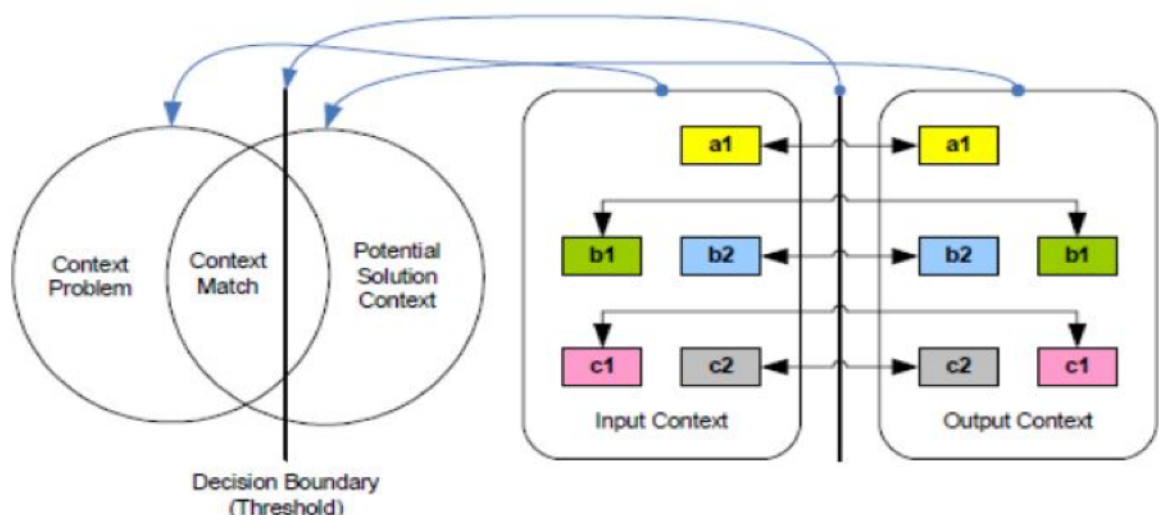 a1
a1
b1
b2
b2
b1
c1
c2
c2
c1
Context
Problem
Context
Match
Potential
Solution
Context
Input Context
Output Context
Decision Boundary
(Threshold)